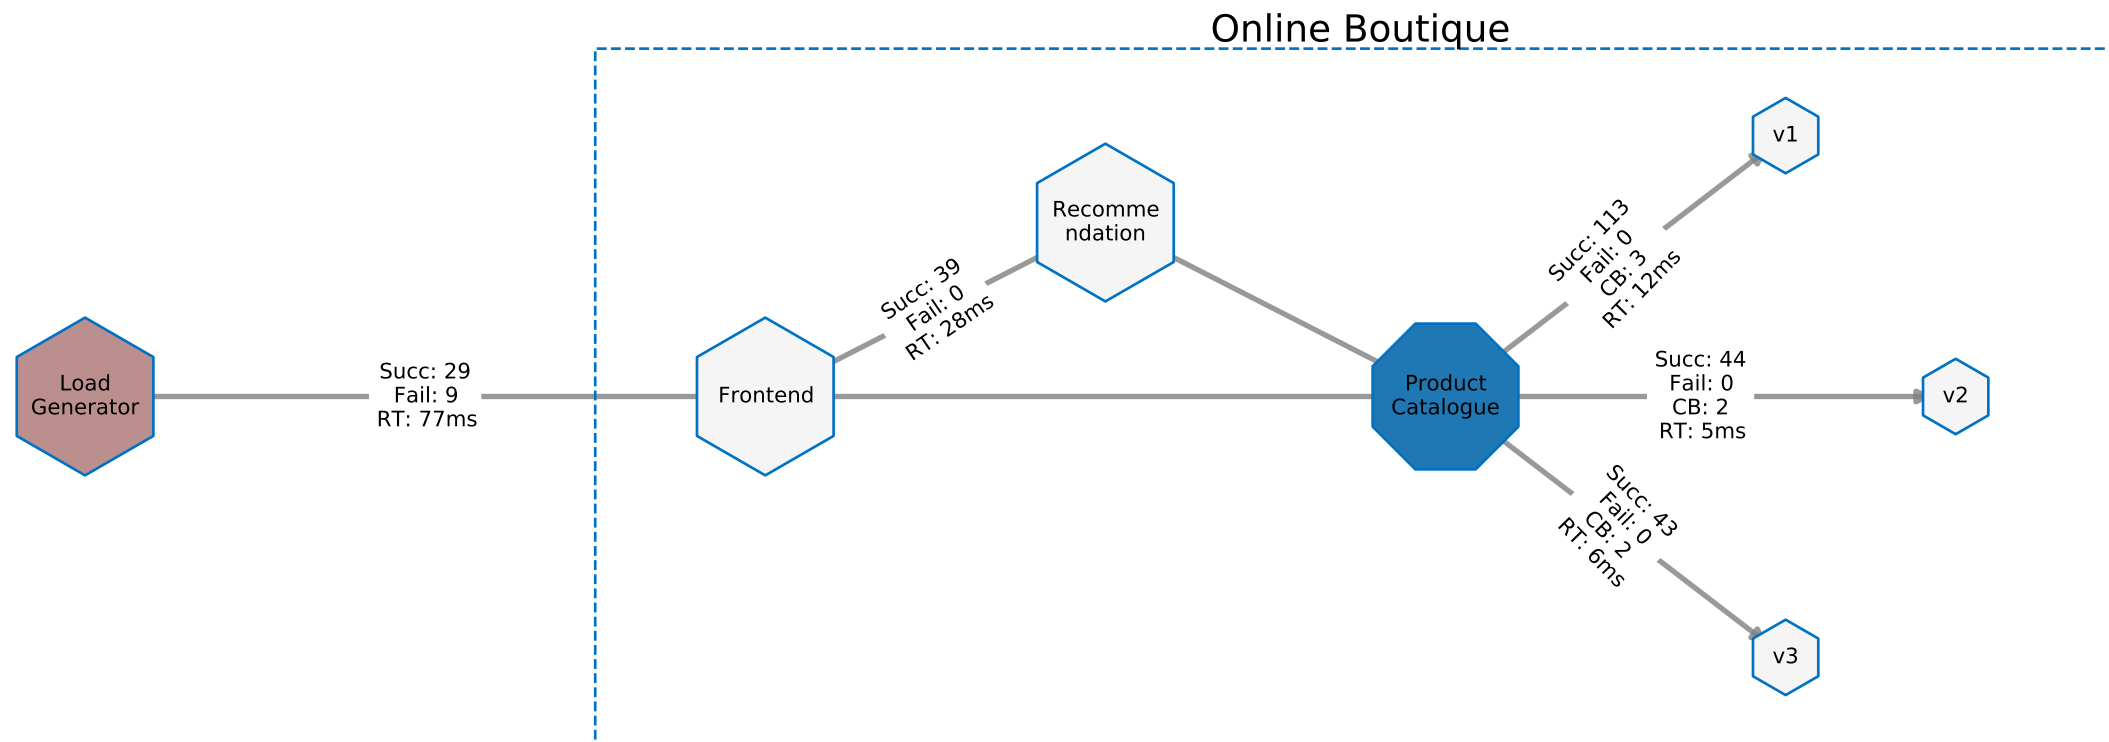 Online Boutique
Load
Generator
Succ: 29
Fail: 9
RT: 77ms
Frontend
Succ: 39
Fail: 0
RT: 28ms
Recomme
ndation
Product
Catalogue
Succ: 113
Fail: 0
CB: 3
RT: 12ms
v1
Succ: 44
Fail: 0
CB: 2
RT: 5ms
v2
Succ: 43
Fail: 0
CB: 2
RT: 6ms
v3